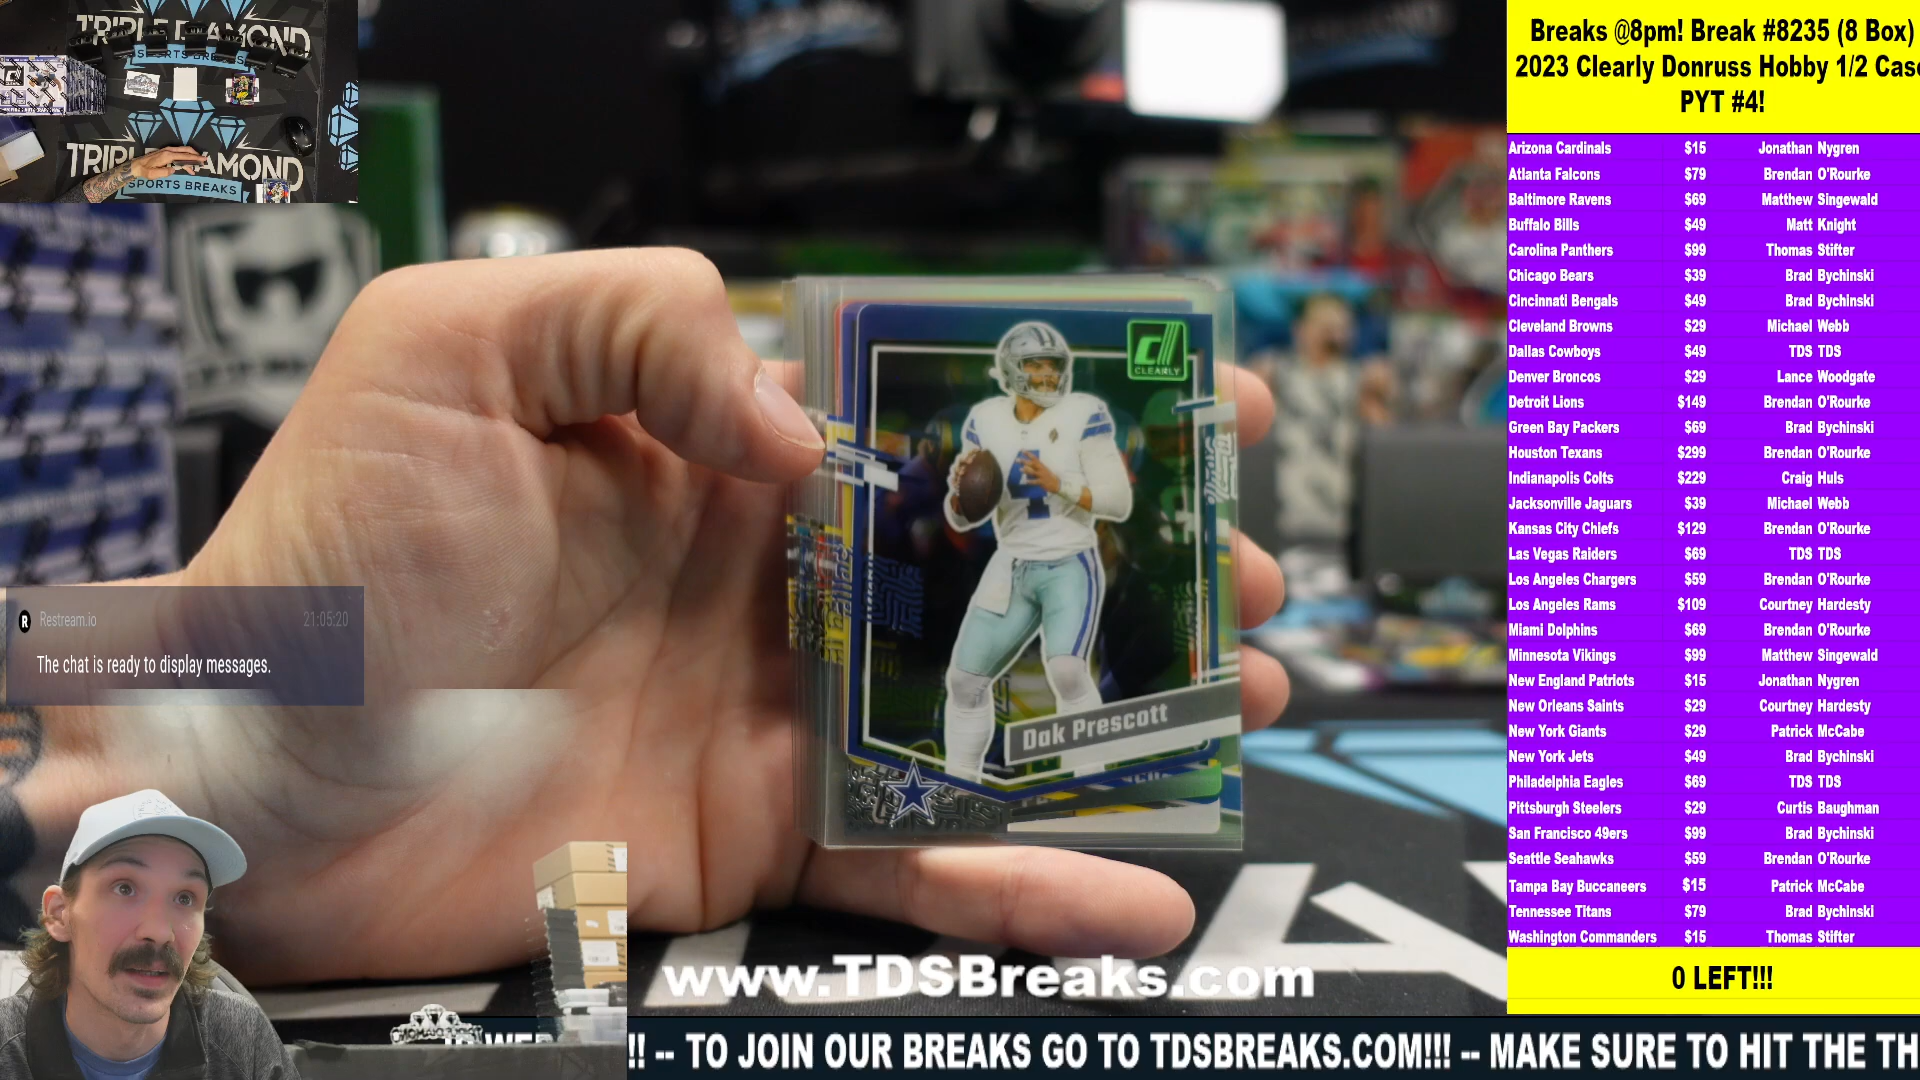 TRIPLE DIAMOND
SPORTS BREAKS
TRIPLE DIAMOND
SPORTS BREAKS
Breaks @8pm! Break #8235 (8 Box)
2023 Clearly Donruss Hobby 1/2 Cas
PYT #4!
Arizona Cardinals $15 Jonathan Nygren
Atlanta Falcons $79 Brendan O'Rourke
Baltimore Ravens $69 Matthew Singewald
Buffalo Bills $49 Matt Knight
Carolina Panthers $99 Thomas Stifter
Chicago Bears $39 Brad Bychinski
Cincinnati Bengals $49 Brad Bychinski
Cleveland Browns $29 Michael Webb
Dallas Cowboys $49 TDS TDS
Denver Broncos $29 Lance Woodgate
Detroit Lions $149 Brendan O'Rourke
Green Bay Packers $69 Brad Bychinski
Houston Texans $299 Brendan O'Rourke
Indianapolis Colts $229 Craig Huls
Jacksonville Jaguars $39 Michael Webb
Kansas City Chiefs $129 Brendan O'Rourke
Las Vegas Raiders $69 TDS TDS
Los Angeles Chargers $59 Brendan O'Rourke
Los Angeles Rams $109 Courtney Hardesty
Miami Dolphins $69 Brendan O'Rourke
Minnesota Vikings $99 Matthew Singewald
New England Patriots $15 Jonathan Nygren
New Orleans Saints $29 Courtney Hardesty
New York Giants $29 Patrick McCabe
New York Jets $49 Brad Bychinski
Philadelphia Eagles $69 TDS TDS
Pittsburgh Steelers $29 Curtis Baughman
San Francisco 49ers $99 Brad Bychinski
Seattle Seahawks $59 Brendan O'Rourke
Tampa Bay Buccaneers $15 Patrick McCabe
Tennessee Titans $79 Brad Bychinski
Washington Commanders $15 Thomas Stifter
0 LEFT!!!
CLEARLY
4
Dak Prescott
Restream.io 21:05:20
The chat is ready to display messages.
www.TDSBreaks.com
!! -- TO JOIN OUR BREAKS GO TO TDSBREAKS.COM!!! -- MAKE SURE TO HIT THE TH